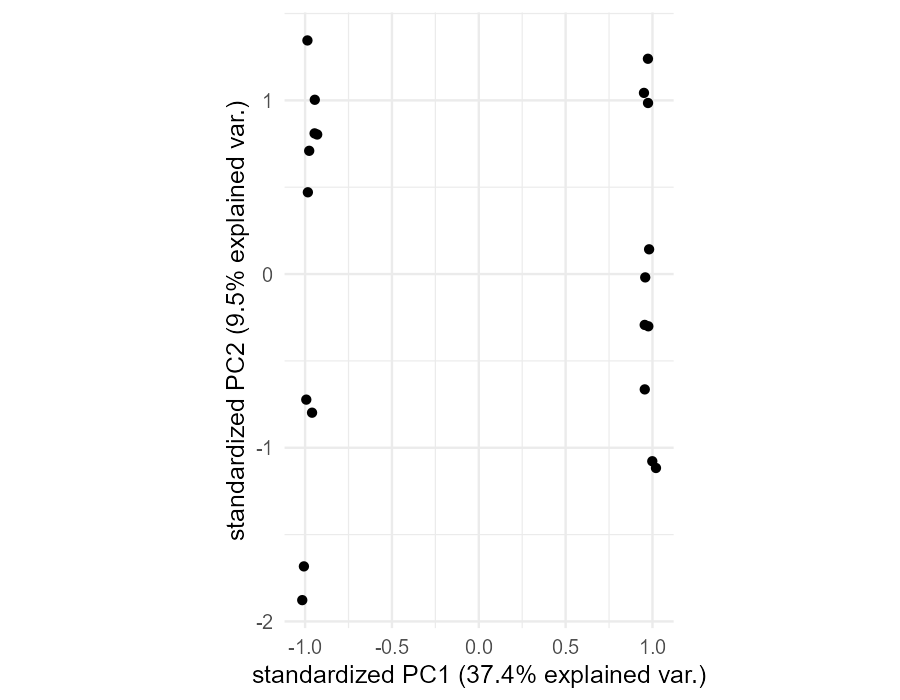 standardized PC2 (9.5% explained var.)
1
0
-1
-2
-1.0 -0.5 0.0 0.5 1.0
standardized PC1 (37.4% explained var.)